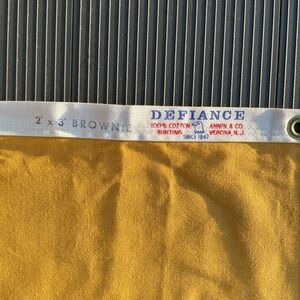 2' x 3' BROWNIE
DEFIANCE
100% COTTON ANNIN & CO.
BUNTING VERONA, N.J.
SINCE 1847